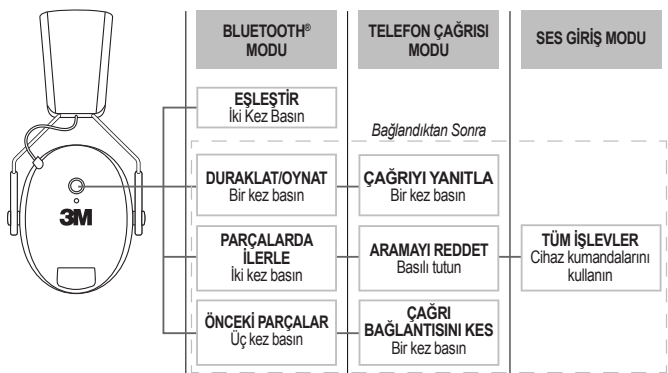 BLUETOOTH®
MODU
TELEFON ÇAĞRISI
MODU
SES GİRİŞ MODU
EŞLEŞTİR
İki Kez Basın
Bağlandıktan Sonra
DURAKLAT/OYNAT
Bir kez basın
ÇAĞRIYI YANITLA
Bir kez basın
3M
PARÇALARDA
İLERLE
İki kez basın
ARAMAYI REDDET
Basılı tutun
TÜM İŞLEVLER
Cihaz kumandalarını
kullanın
ÖNCEKİ PARÇALAR
Üç kez basın
ÇAĞRI
BAĞLANTISINI KES
Bir kez basın